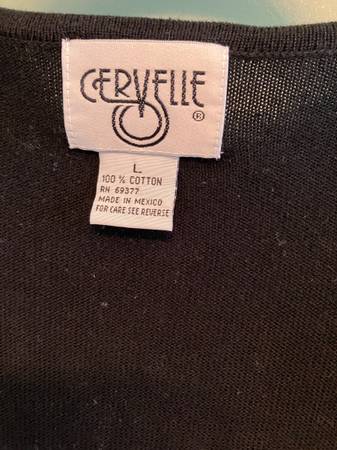 CERVELLE
®
L
100 % COTTON
RN 69377
MADE IN MEXICO
FOR CARE SEE REVERSE